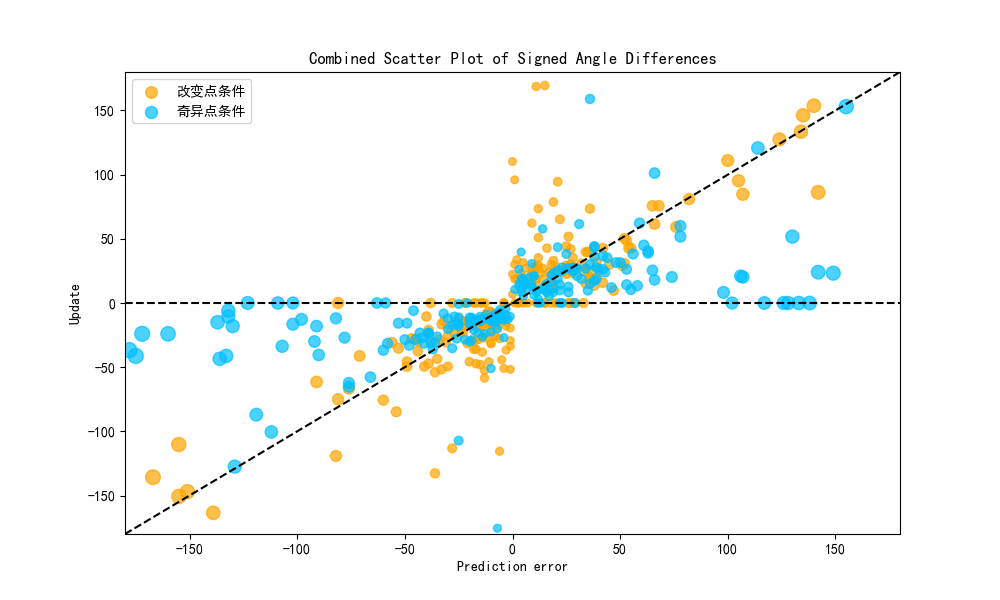 Combined Scatter Plot of Signed Angle Differences
改变点条件
奇异点条件
150
100
50
0
−50
−100
−150
Update
−150
−100
−50
0
50
100
150
Prediction error